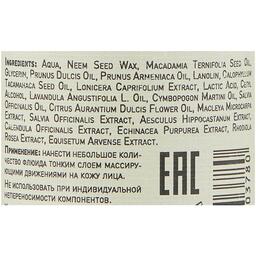 Ingredients: Aqua, Neem Seed Wax, Macadamia Ternifolia Seed Oil,
Glycerin, Prunus Dulcis Oil, Prunus Armeniaca Oil, Lanolin, Calophyllum
Tacamahaca Seed Oil, Lonicera Caprifolium Extract, Lactic Acid, Cetyl
Alcohol, Lavandula Angustifolia L. Oil, Cymbopogon Martini Oil, Salvia
Officinalis Oil, Citrus Aurantium Dulcis Flower Oil, Macleya Microcarpa
Extract, Salvia Officinalis Extract, Aesculus Hippocastanum Extract,
Calendula Officinalis Extract, Echinacea Purpurea Extract, Rhodiola
Rosea Extract, Equisetum Arvense Extract.
Применение: нанести небольшое коли-
чество флюида тонким слоем массиру-
ющими движениями на кожу лица.
Не использовать при индивидуальной
непереносимости компонентов.
ЕАС
03780